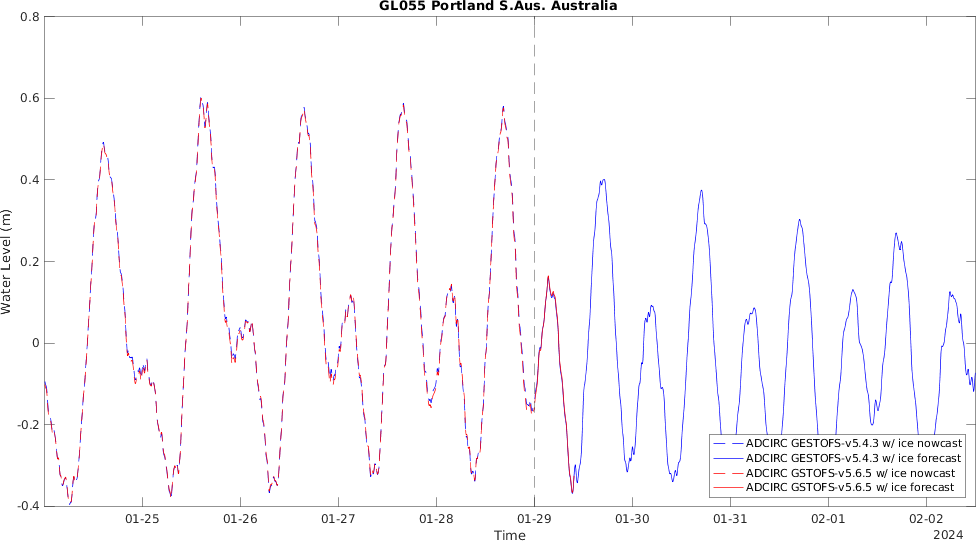 GL055 Portland S.Aus. Australia
0.8
0.6
0.4
0.2
0
-0.2
-0.4
Water Level (m)
01-25
01-26
01-27
01-28
01-29
01-30
01-31
02-01
02-02
2024
Time
ADCIRC GESTOFS-v5.4.3 w/ ice nowcast
ADCIRC GESTOFS-v5.4.3 w/ ice forecast
ADCIRC GSTOFS-v5.6.5 w/ ice nowcast
ADCIRC GSTOFS-v5.6.5 w/ ice forecast